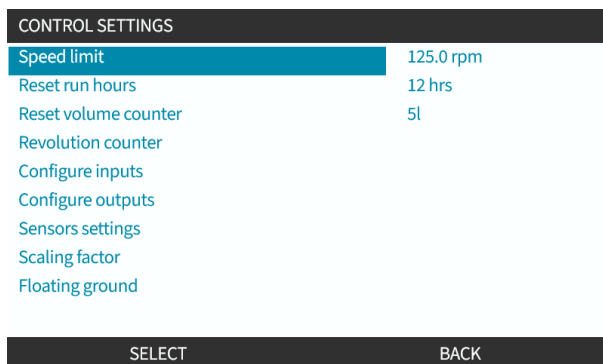 CONTROL SETTINGS
Speed limit 125.0 rpm
Reset run hours 12 hrs
Reset volume counter 5l
Revolution counter
Configure inputs
Configure outputs
Sensors settings
Scaling factor
Floating ground
SELECT BACK